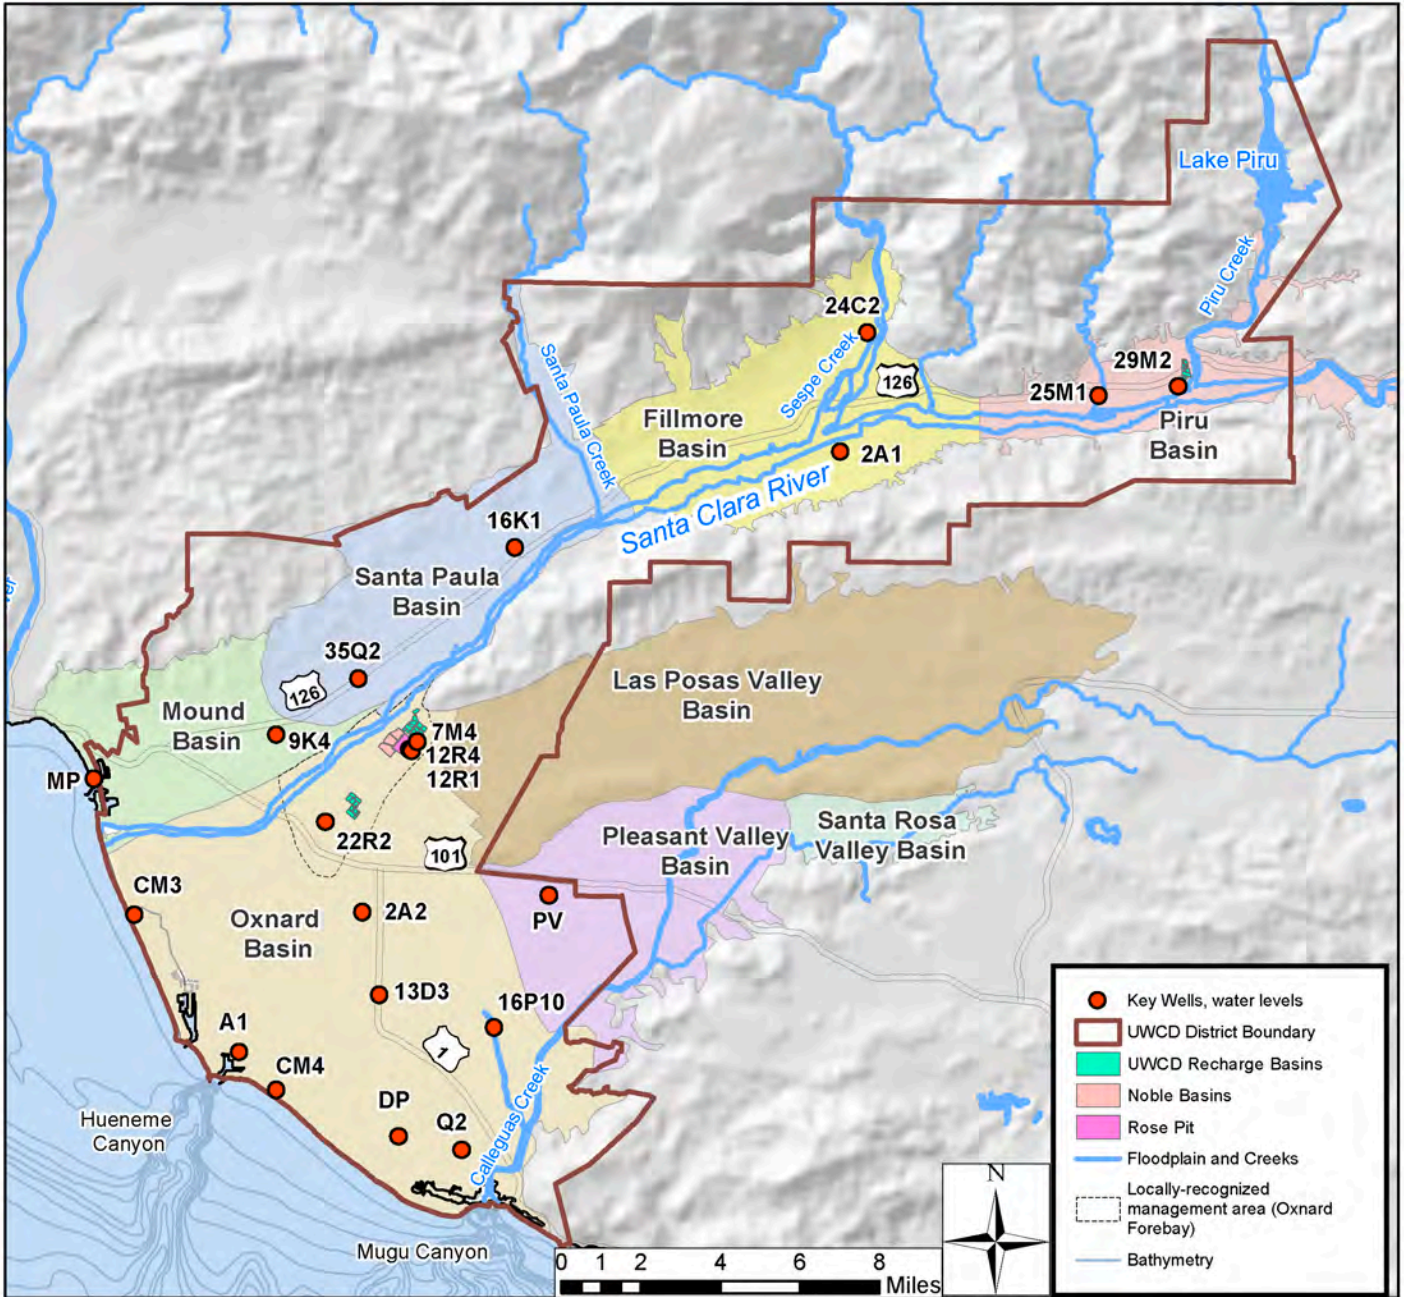 Lake Piru
Piru Creek
24C2
Sespe Creek
126
29M2
25M1
Piru
Basin
Santa Paula Creek
Fillmore
Basin
2A1
Santa Clara River
16K1
Santa Paula
Basin
35Q2
126
Las Posas Valley
Basin
Mound
Basin
9K4
7M4
12R4
12R1
MP
22R2
101
Pleasant Valley
Basin
Santa Rosa
Valley Basin
CM3
2A2
PV
Oxnard
Basin
13D3
16P10
A1
1
CM4
DP
Q2
Calleguas Creek
Hueneme
Canyon
Mugu Canyon
Key Wells, water levels
UWCD District Boundary
UWCD Recharge Basins
Noble Basins
Rose Pit
Floodplain and Creeks
Locally-recognized
management area (Oxnard
Forebay)
Bathymetry
N
0 1 2 4 6 8
Miles